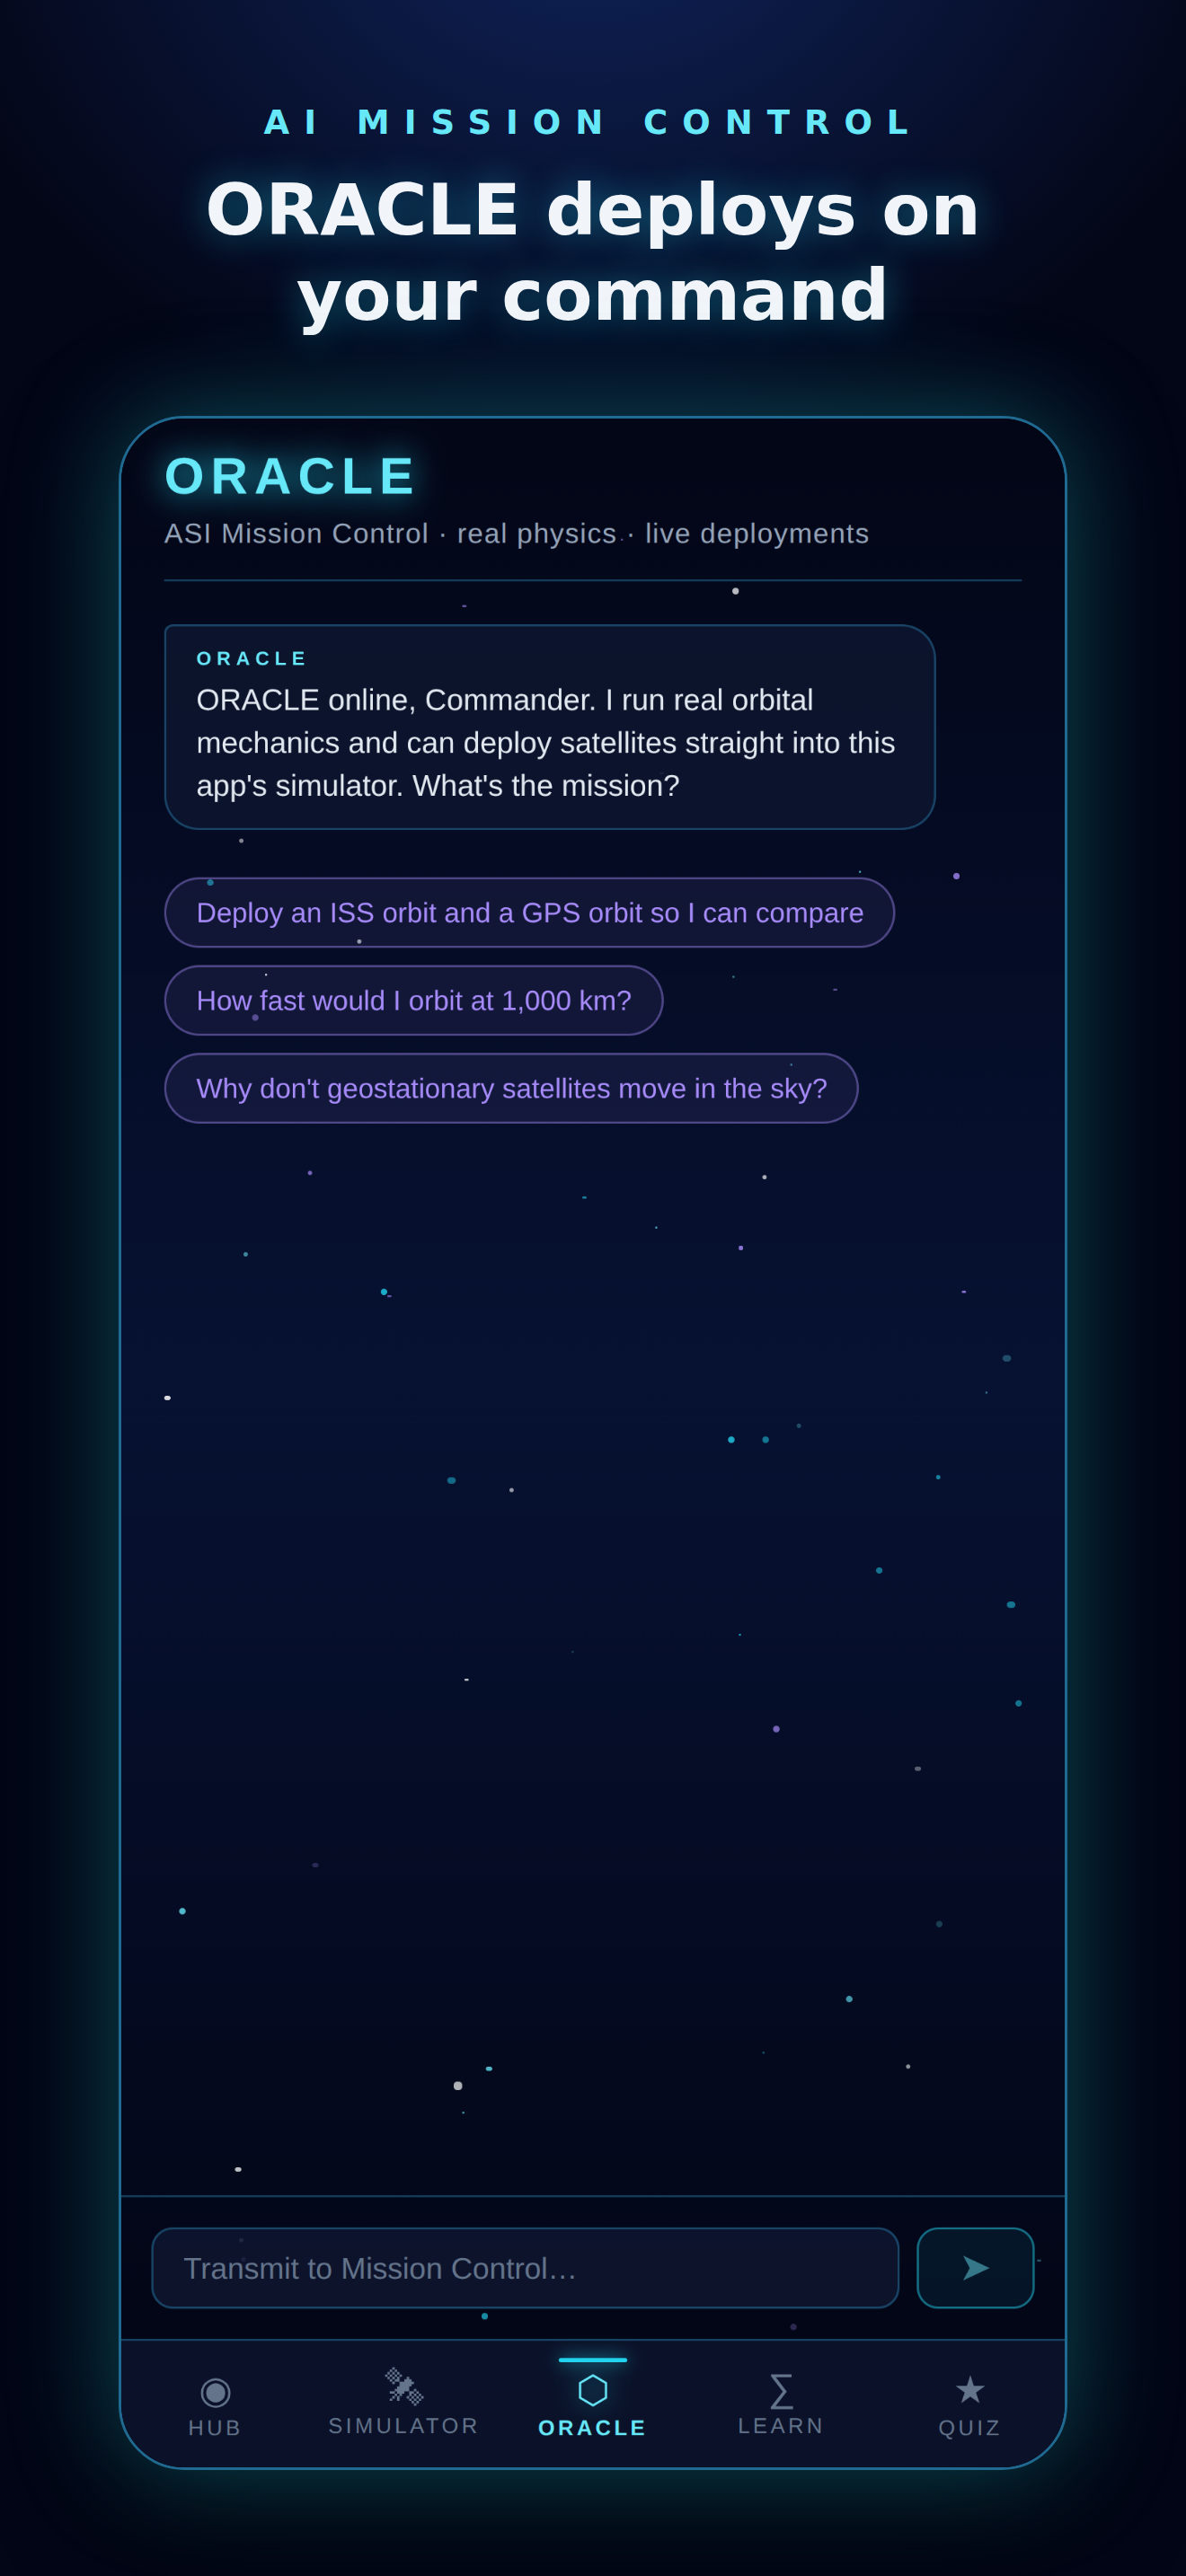 AI MISSION CONTROL
ORACLE deploys on
your command
ORACLE
ASI Mission Control · real physics · live deployments
ORACLE
ORACLE online, Commander. I run real orbital
mechanics and can deploy satellites straight into this
app's simulator. What's the mission?
Deploy an ISS orbit and a GPS orbit so I can compare
How fast would I orbit at 1,000 km?
Why don't geostationary satellites move in the sky?
Transmit to Mission Control…
HUB
SIMULATOR
ORACLE
LEARN
QUIZ